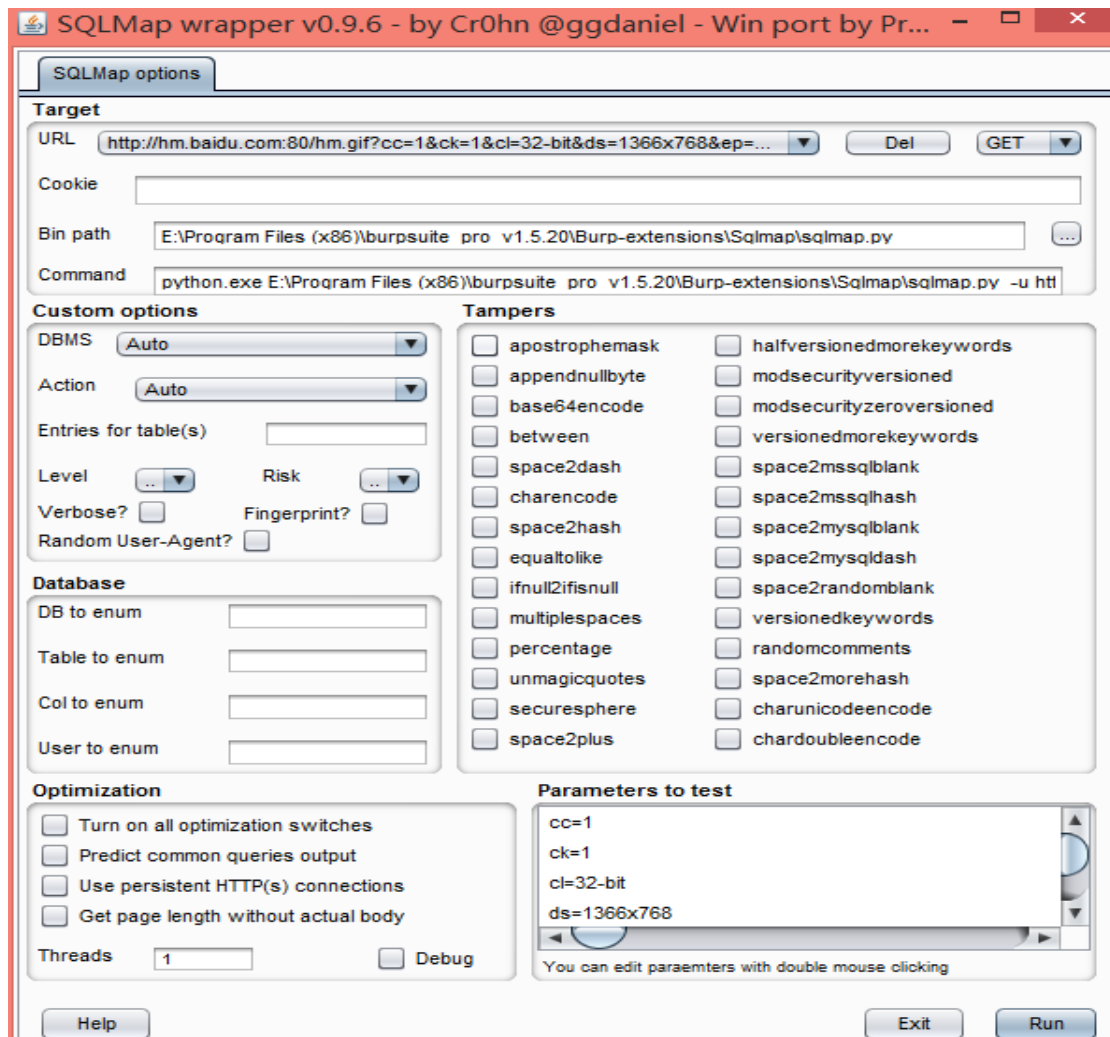 SQLMap wrapper v0.9.6 - by Cr0hn @ggdaniel - Win port by Pr...
SQLMap options
Target
URL http://hm.baidu.com:80/hm.gif?cc=1&ck=1&cl=32-bit&ds=1366x768&ep=... Del GET
Cookie
Bin path E:\Program Files (x86)\burpsuite_pro_v1.5.20\Burp-extensions\Sqlmap\sqlmap.py ...
Command python.exe E:\Program Files (x86)\burpsuite_pro_v1.5.20\Burp-extensions\Sqlmap\sqlmap.py -u htt
Custom options
DBMS Auto
Action Auto
Entries for table(s)
Level .. Risk ..
Verbose? Fingerprint?
Random User-Agent?
Tampers
apostrophemask halfversionedmorekeywords
appendnullbyte modsecurityversioned
base64encode modsecurityzeroversioned
between versionedmorekeywords
space2dash space2mssqlblank
charencode space2mssqlhash
space2hash space2mysqlblank
equaltolike space2mysqldash
ifnull2ifisnull space2randomblank
multiplespaces versionedkeywords
percentage randomcomments
unmagicquotes space2morehash
securesphere charunicodeencode
space2plus chardoubleencode
Database
DB to enum
Table to enum
Col to enum
User to enum
Optimization
Turn on all optimization switches
Predict common queries output
Use persistent HTTP(s) connections
Get page length without actual body
Threads 1 Debug
Parameters to test
cc=1
ck=1
cl=32-bit
ds=1366x768
You can edit paraemters with double mouse clicking
Help Exit Run